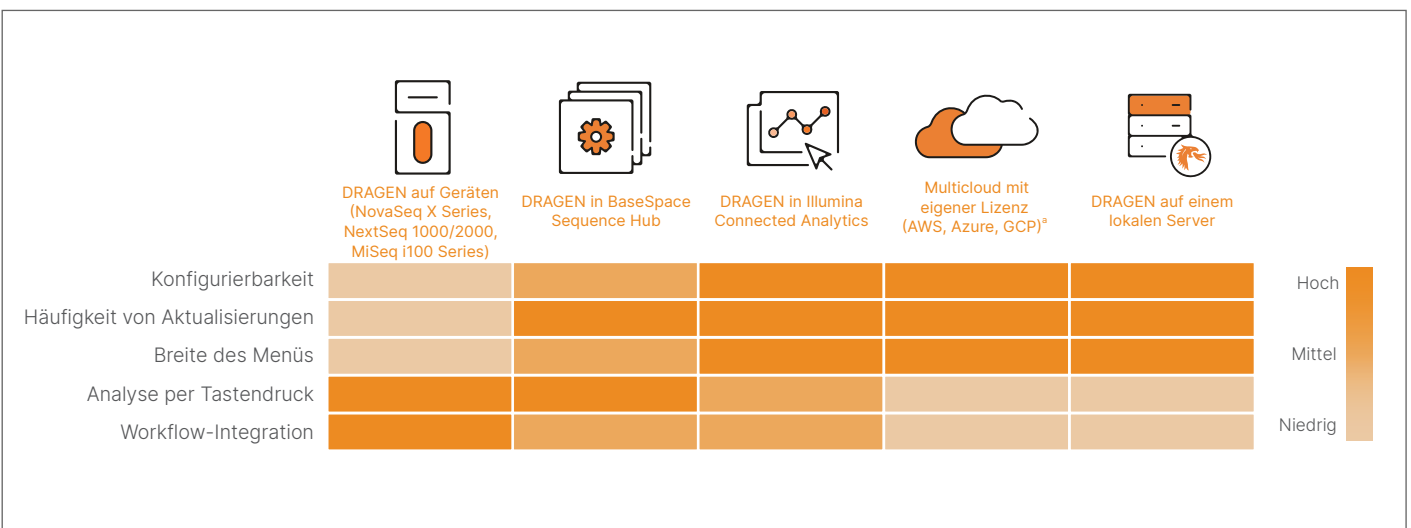 DRAGEN auf Geräten
(NovaSeq X Series,
NextSeq 1000/2000,
MiSeq i100 Series)
DRAGEN in BaseSpace
Sequence Hub
DRAGEN in Illumina
Connected Analytics
Multicloud mit
eigener Lizenz
(AWS, Azure, GCP)ª
DRAGEN auf einem
lokalen Server
Konfigurierbarkeit
Häufigkeit von Aktualisierungen
Breite des Menüs
Analyse per Tastendruck
Workflow-Integration
Hoch
Mittel
Niedrig